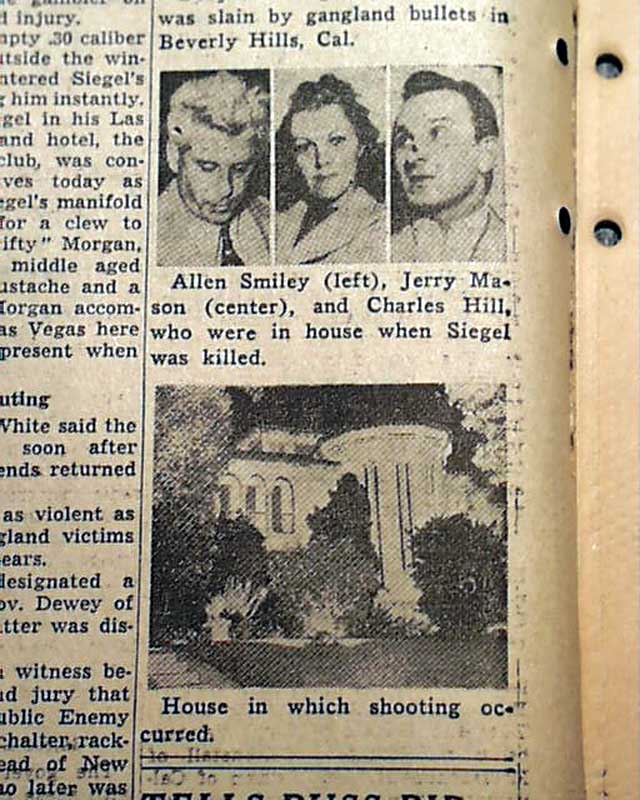 d injury.
mpty .30 caliber
utside the win-
ntered Siegel's
g him instantly.
gel in his Las
and hotel, the
club, was con-
ves today as
egel's manifold
for a clew to
ifty" Morgan,
middle aged
ustache and a
Morgan accom-
as Vegas here
present when
uting
White said the
soon after
ends returned
as violent as
gland victims
ears.
designated a
ov. Dewey of
tter was dis-
a witness be-
nd jury that
ublic Enemy
chalter, rack-
ead of New
ho later was
was slain by gangland bullets in
Beverly Hills, Cal.
Allen Smiley (left), Jerry Ma-
son (center), and Charles Hill,
who were in house when Siegel
was killed.
House in which shooting oc-
curred.